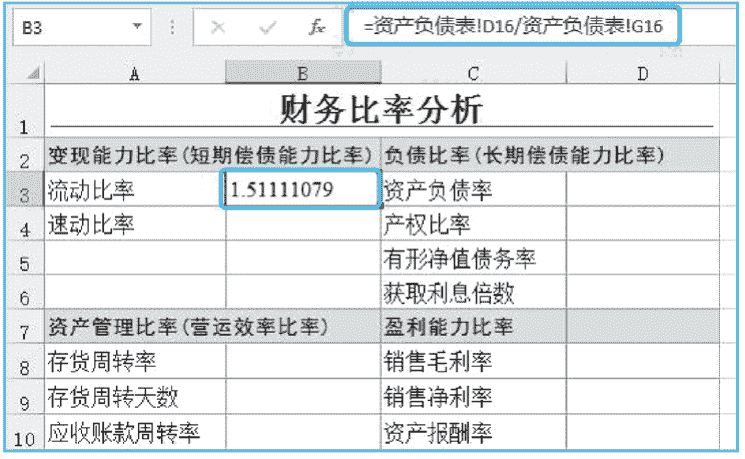 B3 fx =资产负债表!D16/资产负债表!G16
A B C D
1 财务比率分析
2 变现能力比率(短期偿债能力比率) 负债比率(长期偿债能力比率)
3 流动比率 1.51111079 资产负债率
4 速动比率 产权比率
5 有形净值债务率
6 获取利息倍数
7 资产管理比率(营运效率比率) 盈利能力比率
8 存货周转率 销售毛利率
9 存货周转天数 销售净利率
10 应收账款周转率 资产报酬率